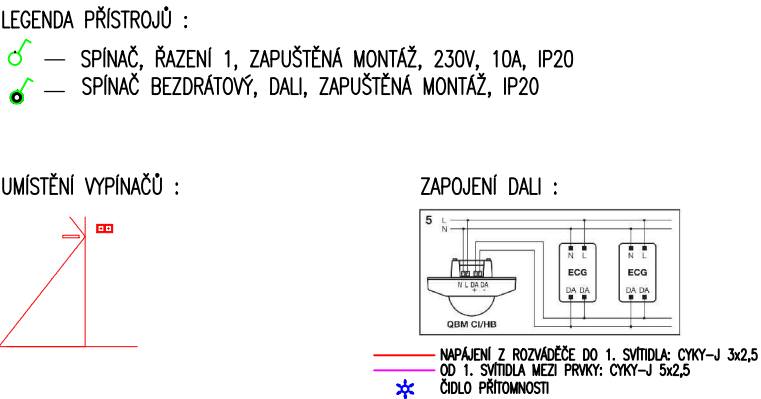 LEGENDA PŘÍSTROJŮ :
— SPÍNAČ, ŘAZENÍ 1, ZAPUŠTĚNÁ MONTÁŽ, 230V, 10A, IP20
— SPÍNAČ BEZDRÁTOVÝ, DALI, ZAPUŠTĚNÁ MONTÁŽ, IP20
UMÍSTĚNÍ VYPÍNAČŮ :
ZAPOJENÍ DALI :
5 L
N
N L N L
ECG ECG
N L DA DA
+ -
DA DA DA DA
QBM CI/HB
NAPÁJENÍ Z ROZVÁDĚČE DO 1. SVÍTIDLA: CYKY-J 3x2,5
OD 1. SVÍTIDLA MEZI PRVKY: CYKY-J 5x2,5
ČIDLO PŘÍTOMNOSTI